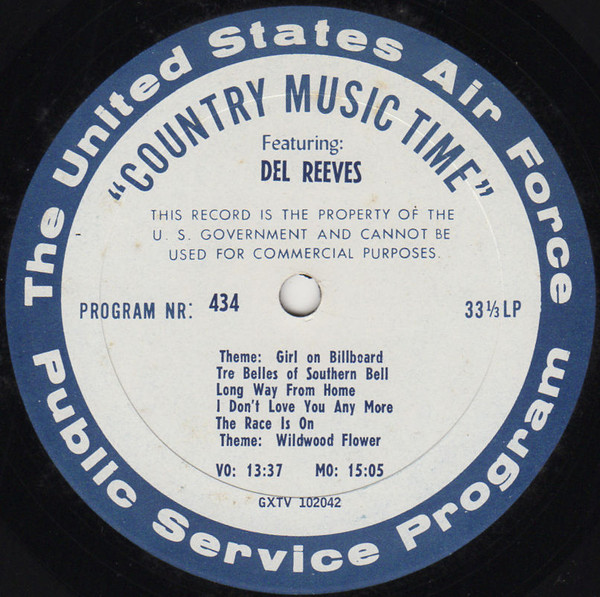 The United States Air Force
"COUNTRY MUSIC TIME"
Featuring:
DEL REEVES
THIS RECORD IS THE PROPERTY OF THE
U. S. GOVERNMENT AND CANNOT BE
USED FOR COMMERCIAL PURPOSES.
PROGRAM NR: 434
33⅓ LP
Theme: Girl on Billboard
Tre Belles of Southern Bell
Long Way From Home
I Don't Love You Any More
The Race Is On
Theme: Wildwood Flower
VO: 13:37 MO: 15:05
GXTV 102042
Public Service Program